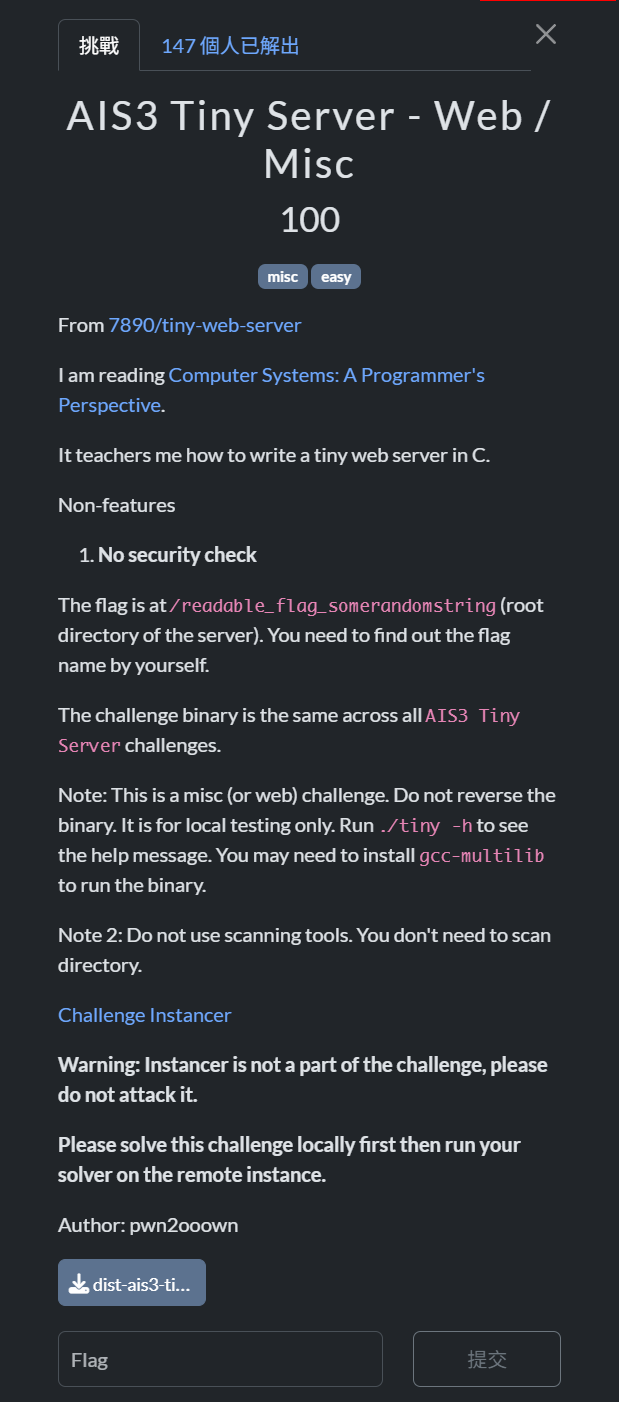 挑戰
147 個人已解出
AIS3 Tiny Server - Web /
Misc
100
misc easy
From 7890/tiny-web-server
I am reading Computer Systems: A Programmer's
Perspective.
It teachers me how to write a tiny web server in C.
Non-features
1. No security check
The flag is at /readable_flag_somerandomstring (root
directory of the server). You need to find out the flag
name by yourself.
The challenge binary is the same across all AIS3 Tiny
Server challenges.
Note: This is a misc (or web) challenge. Do not reverse the
binary. It is for local testing only. Run ./tiny -h to see
the help message. You may need to install gcc-multilib
to run the binary.
Note 2: Do not use scanning tools. You don't need to scan
directory.
Challenge Instancer
Warning: Instancer is not a part of the challenge, please
do not attack it.
Please solve this challenge locally first then run your
solver on the remote instance.
Author: pwn2ooown
dist-ais3-ti...
Flag
提交